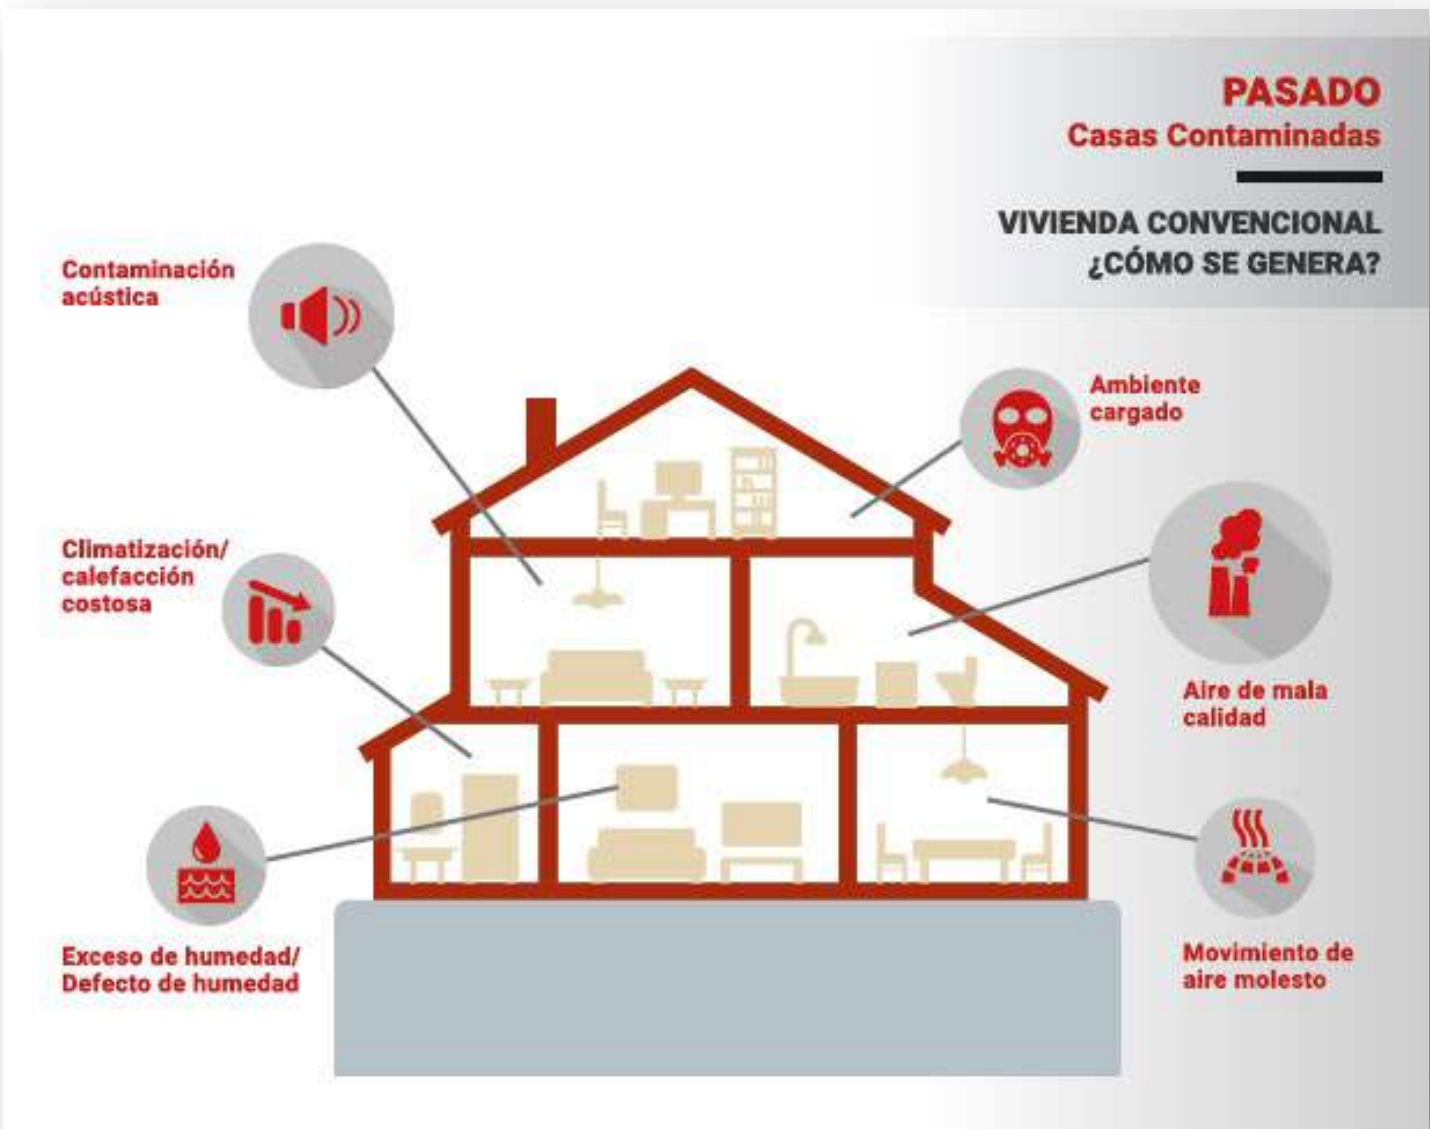 PASADO
Casas Contaminadas
VIVIENDA CONVENCIONAL
¿CÓMO SE GENERA?
Contaminación
acústica
Ambiente
cargado
Climatización/
calefacción
costosa
Aire de mala
calidad
Exceso de humedad/
Defecto de humedad
Movimiento de
aire molesto